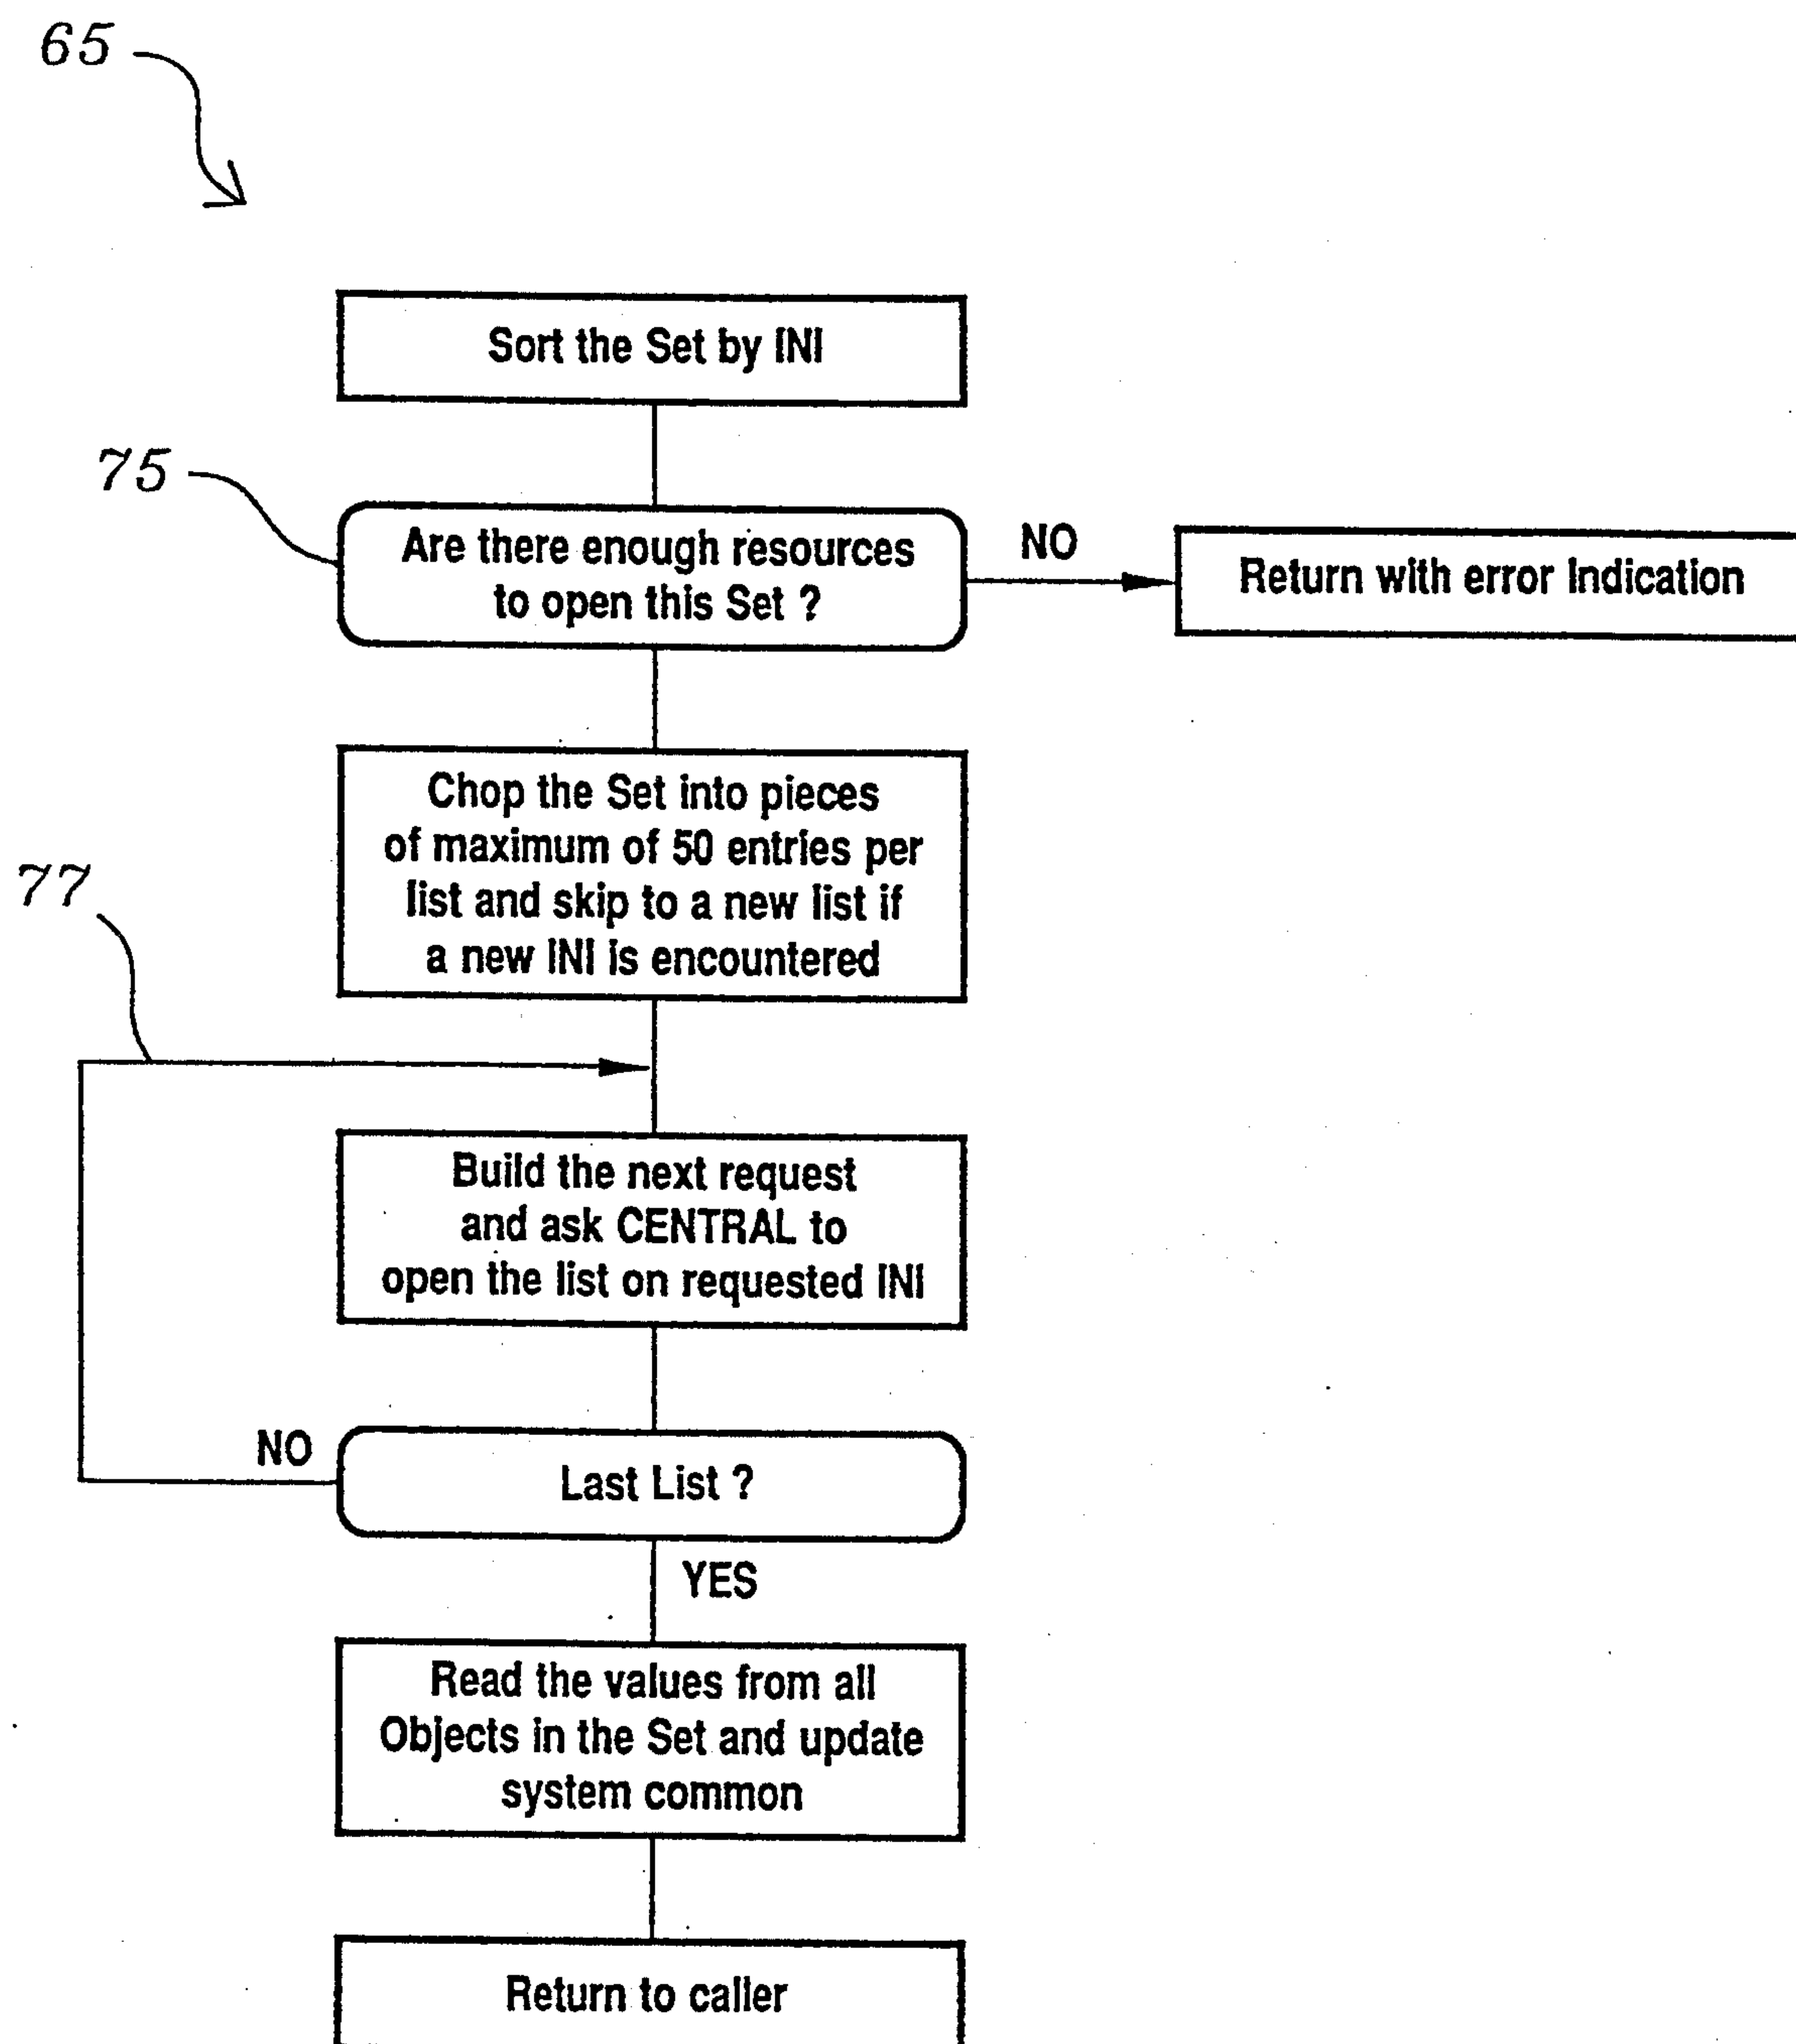 65
Sort the Set by INI
75
Are there enough resources
to open this Set ?
NO
Return with error Indication
Chop the Set into pieces
of maximum of 50 entries per
list and skip to a new list if
a new INI is encountered
77
Build the next request
and ask CENTRAL to
open the list on requested INI
NO
Last List ?
YES
Read the values from all
Objects in the Set and update
system common
Return to caller